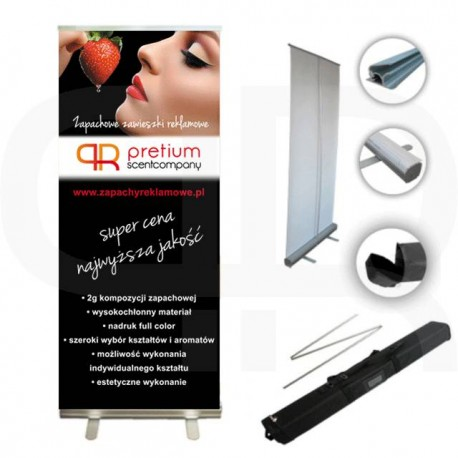 Zapachowe zawieszki reklamowe
PR pretium
scentcompany
www.zapachyreklamowe.pl
super cena
najwyższa jakość
• 2g kompozycji zapachowej
• wysokochłonny materiał
• nadruk full color
• szeroki wybór kształtów i aromatów
• możliwość wykonania
indywidualnego kształtu
• estetyczne wykonanie